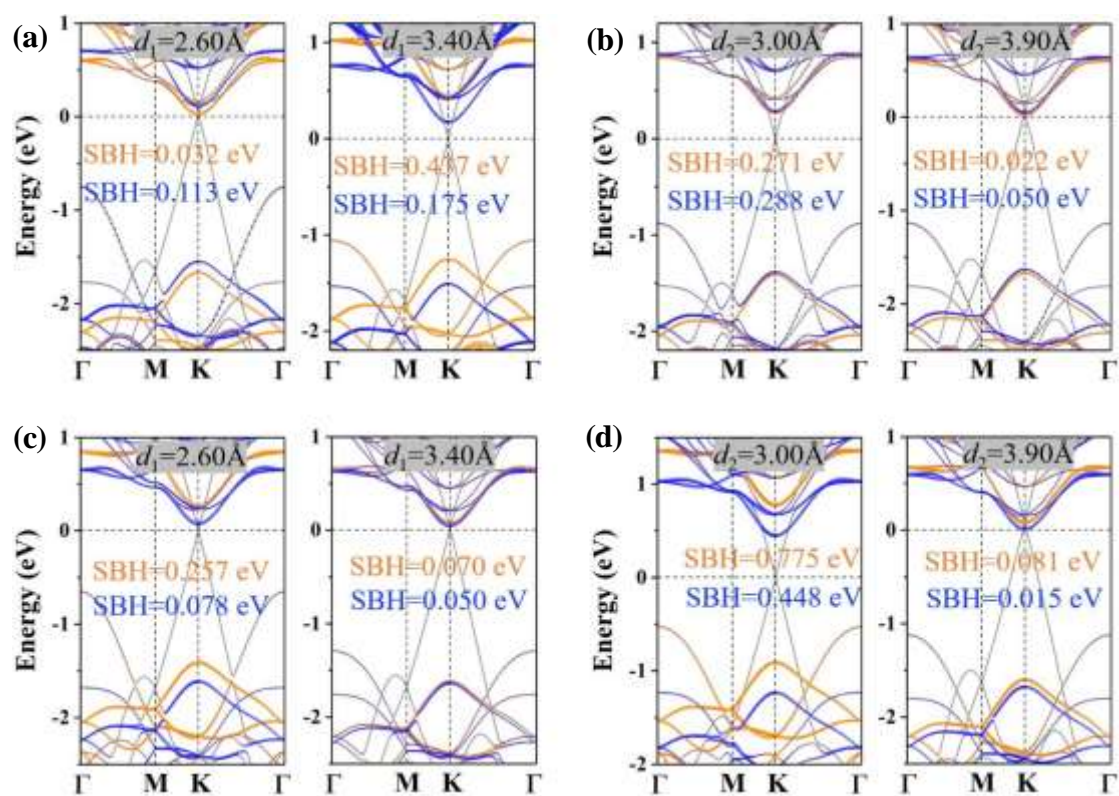 (a)
1
d1=2.60Å
Energy (eV)
0
SBH=0.032 eV
SBH=0.113 eV
-1
-2
Γ M K Γ
1
d1=3.40Å
0
SBH=0.437 eV
SBH=0.175 eV
-1
-2
Γ M K Γ
(b)
1
d2=3.00Å
Energy (eV)
0
SBH=0.271 eV
SBH=0.288 eV
-1
-2
Γ M K Γ
1
d2=3.90Å
0
SBH=0.022 eV
SBH=0.050 eV
-1
-2
Γ M K Γ
(c)
1
d1=2.60Å
Energy (eV)
0
SBH=0.257 eV
SBH=0.078 eV
-1
-2
Γ M K Γ
1
d1=3.40Å
0
SBH=0.070 eV
SBH=0.050 eV
-1
-2
Γ M K Γ
(d)
d2=3.00Å
1
Energy (eV)
SBH=0.775 eV
0
SBH=0.448 eV
-1
-2
Γ M K Γ
1
d2=3.90Å
0
SBH=0.081 eV
SBH=0.015 eV
-1
-2
Γ M K Γ